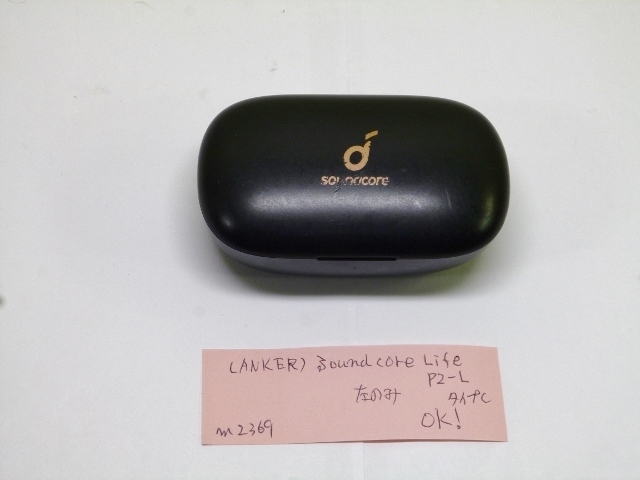 soundcore
(ANKER) Soundcore Life
P2-L
左のみ タイプC
m2369 OK!